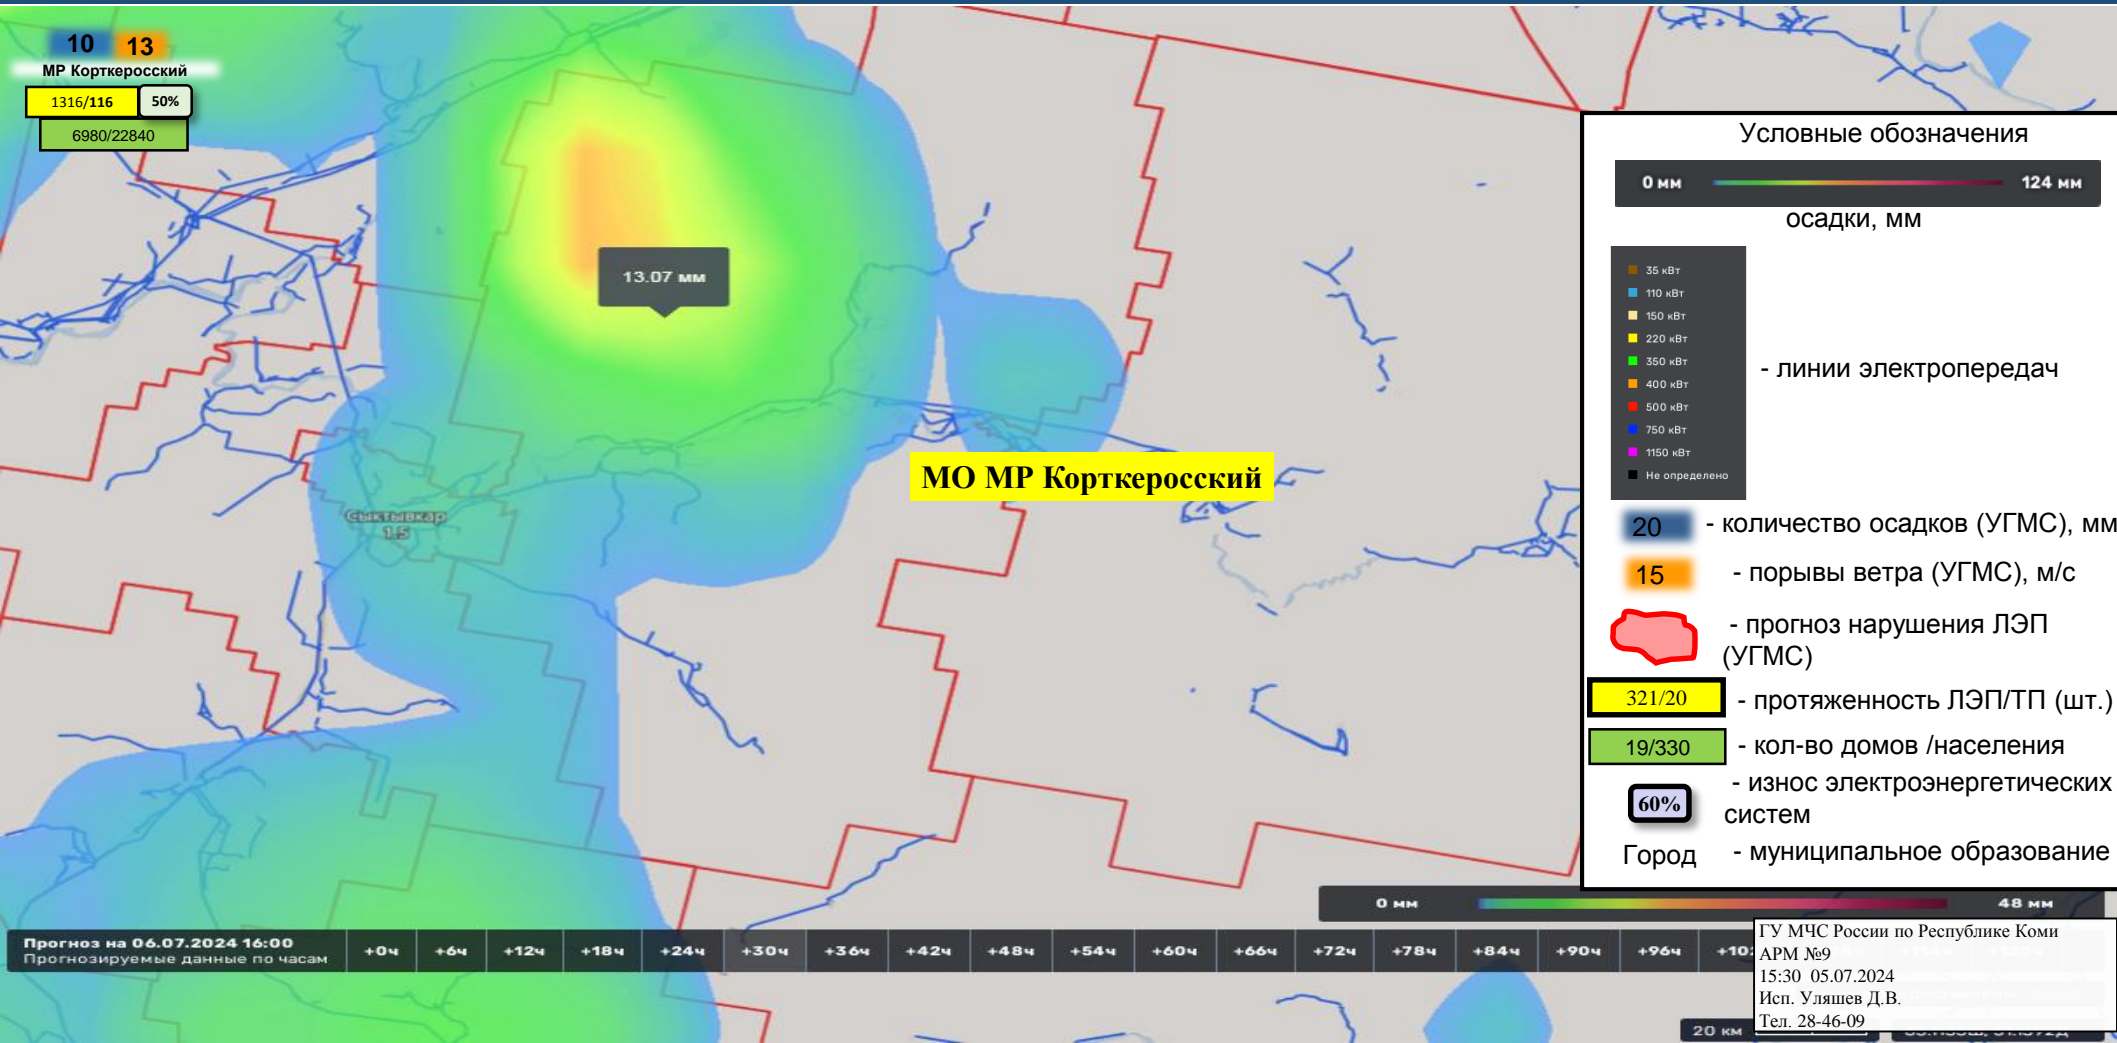 10 13
МР Корткеросский
1316/116 50%
6980/22840
13.07 мм
МО МР Корткеросский
Сыктывкар
1.5
Условные обозначения
0 мм 124 мм
осадки, мм
35 кВт
110 кВт
150 кВт
220 кВт
350 кВт
400 кВт
500 кВт
750 кВт
1150 кВт
Не определено
- линии электропередач
20 - количество осадков (УГМС), мм
15 - порывы ветра (УГМС), м/с
- прогноз нарушения ЛЭП
(УГМС)
321/20 - протяженность ЛЭП/ТП (шт.)
19/330 - кол-во домов /населения
- износ электроэнергетических
60% систем
Город - муниципальное образование
0 мм 48 мм
Прогноз на 06.07.2024 16:00
Прогнозируемые данные по часам
+0ч +6ч +12ч +18ч +24ч +30ч +36ч +42ч +48ч +54ч +60ч +66ч +72ч +78ч +84ч +90ч +96ч
ГУ МЧС России по Республике Коми
АРМ №9
15:30 05.07.2024
Исп. Уляшев Д.В.
Тел. 28-46-09
20 км